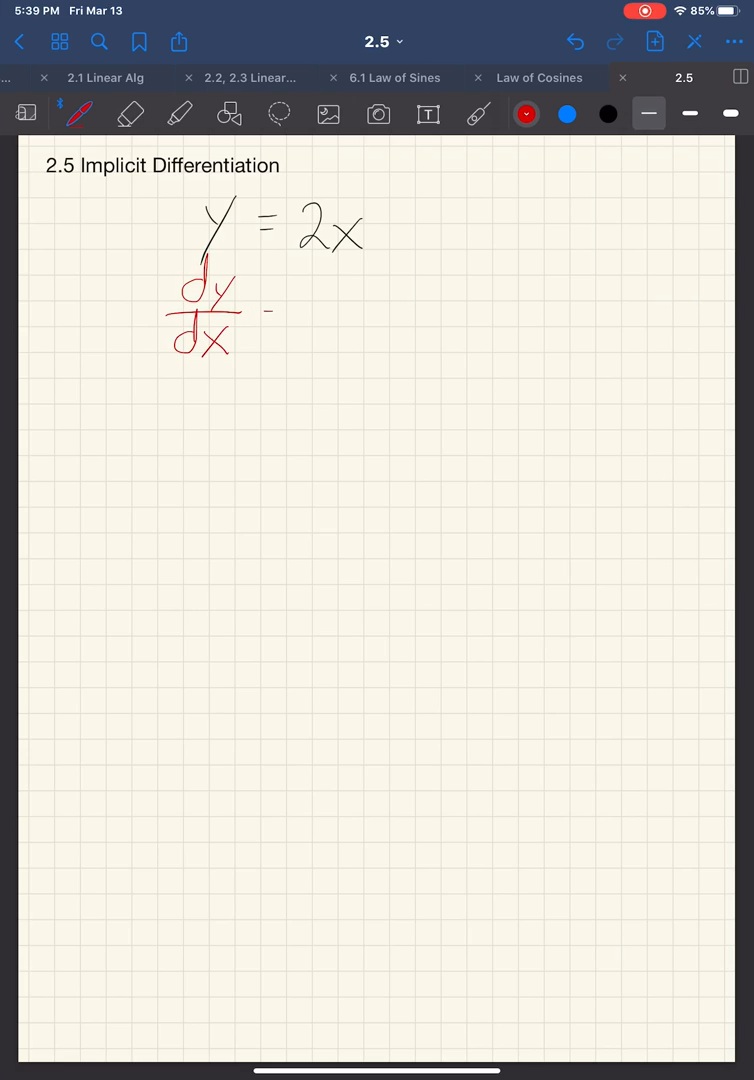 5:39 PM Fri Mar 13 85%
2.5
... 2.1 Linear Alg 2.2, 2.3 Linear... 6.1 Law of Sines Law of Cosines 2.5
2.5 Implicit Differentiation
y = 2x
dy/dx -